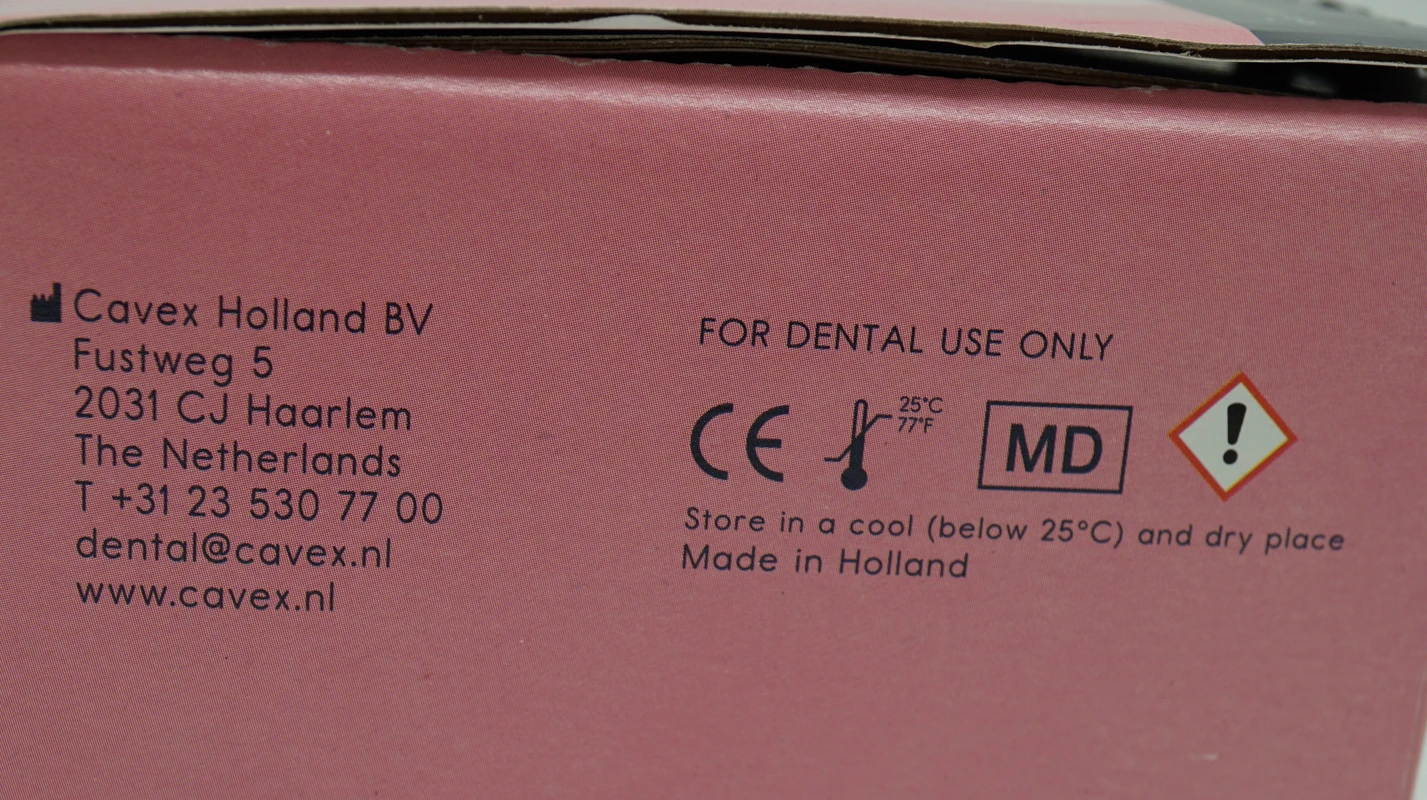 Cavex Holland BV
Fustweg 5
2031 CJ Haarlem
The Netherlands
T +31 23 530 77 00
dental@cavex.nl
www.cavex.nl
FOR DENTAL USE ONLY
CE
25°C
77°F
MD
!
Store in a cool (below 25°C) and dry place
Made in Holland